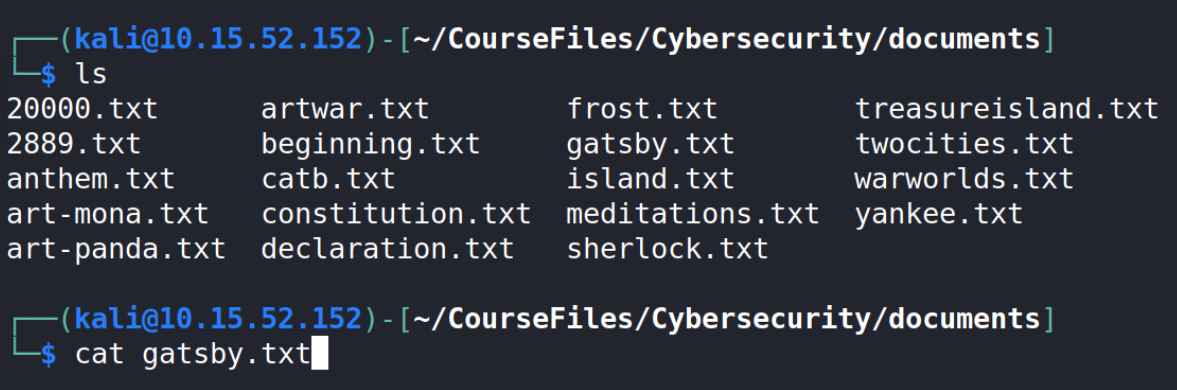 ┌──(kali@10.15.52.152)-[~/CourseFiles/Cybersecurity/documents]
└─$ ls
20000.txt      artwar.txt        frost.txt        treasureisland.txt
2889.txt       beginning.txt     gatsby.txt       twocities.txt
anthem.txt     catb.txt          island.txt       warworlds.txt
art-mona.txt   constitution.txt  meditations.txt  yankee.txt
art-panda.txt  declaration.txt   sherlock.txt
┌──(kali@10.15.52.152)-[~/CourseFiles/Cybersecurity/documents]
└─$ cat gatsby.txt